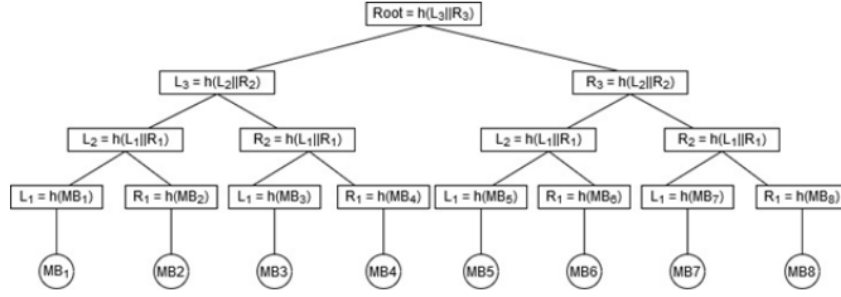 Root = h(L₃||R₃)
L₃ = h(L₂||R₂) R₃ = h(L₂||R₂)
L₂ = h(L₁||R₁) R₂ = h(L₁||R₁) L₂ = h(L₁||R₁) R₂ = h(L₁||R₁)
L₁ = h(MB₁) R₁ = h(MB₂) L₁ = h(MB₃) R₁ = h(MB₄) L₁ = h(MB₅) R₁ = h(MB₆) L₁ = h(MB₇) R₁ = h(MB₈)
MB₁ MB2 MB3 MB4 MB5 MB6 MB7 MB8